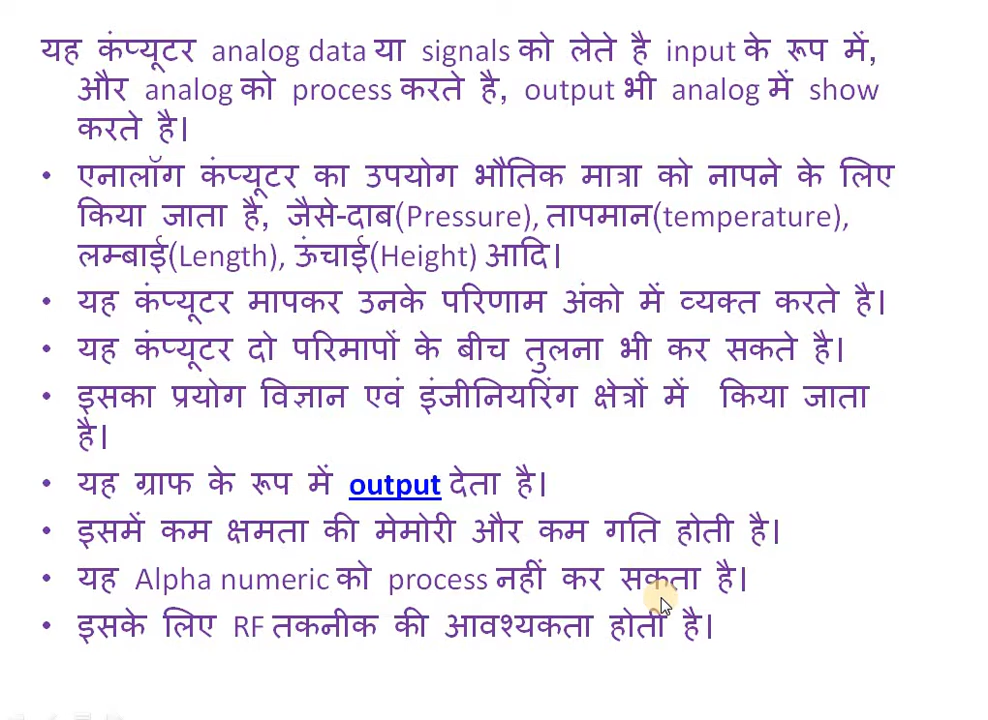 यह कंप्यूटर analog data या signals को लेते है input के रूप में,
और analog को process करते है, output भी analog में show
करते है।
• एनालॉग कंप्यूटर का उपयोग भौतिक मात्रा को नापने के लिए
किया जाता है, जैसे-दाब(Pressure), तापमान(temperature),
लम्बाई(Length), ऊंचाई(Height) आदि।
• यह कंप्यूटर मापकर उनके परिणाम अंको में व्यक्त करते है।
• यह कंप्यूटर दो परिमापों के बीच तुलना भी कर सकते है।
• इसका प्रयोग विज्ञान एवं इंजीनियरिंग क्षेत्रों में किया जाता
है।
• यह ग्राफ के रूप में output देता है।
• इसमें कम क्षमता की मेमोरी और कम गति होती है।
• यह Alpha numeric को process नहीं कर सकता है।
• इसके लिए RF तकनीक की आवश्यकता होती है।